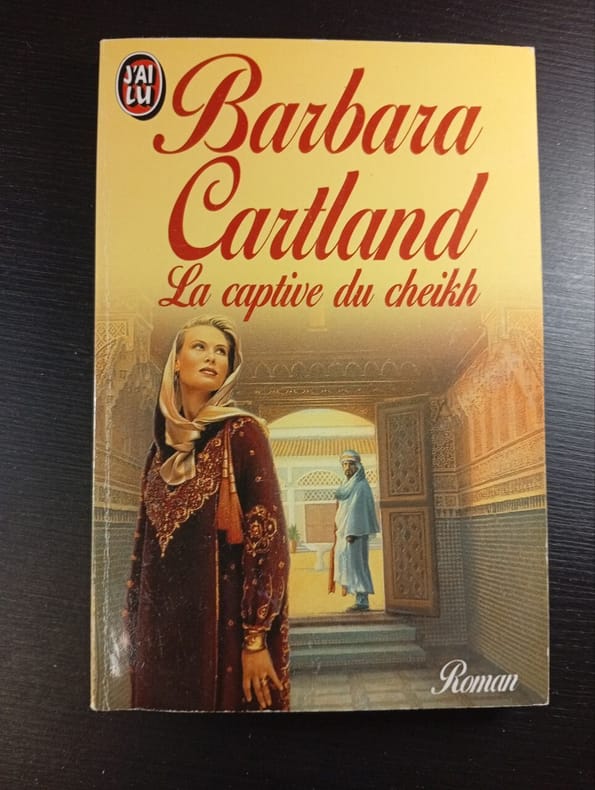 J'AI
LU
Barbara
Cartland
La captive du cheikh
Roman